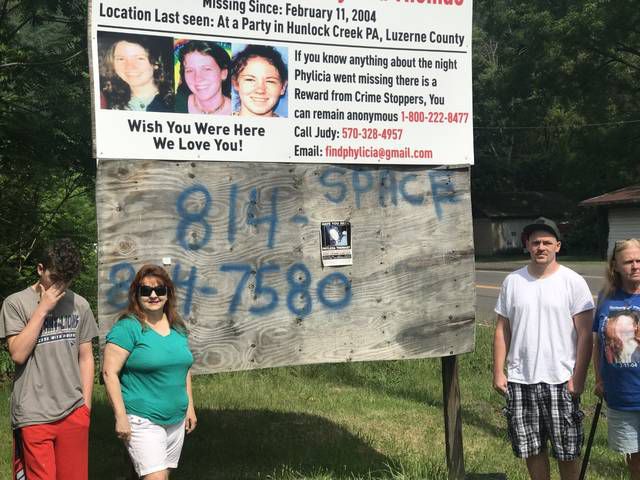 Missing Since: February 11, 2004
Location Last seen: At a Party in Hunlock Creek PA, Luzerne County
If you know anything about the night
Phylicia went missing there is a
Reward from Crime Stoppers, You
can remain anonymous 1-800-222-8477
Call Judy: 570-328-4957
Email: findphylicia@gmail.com
Wish You Were Here
We Love You!
SPACE
814-
-7580